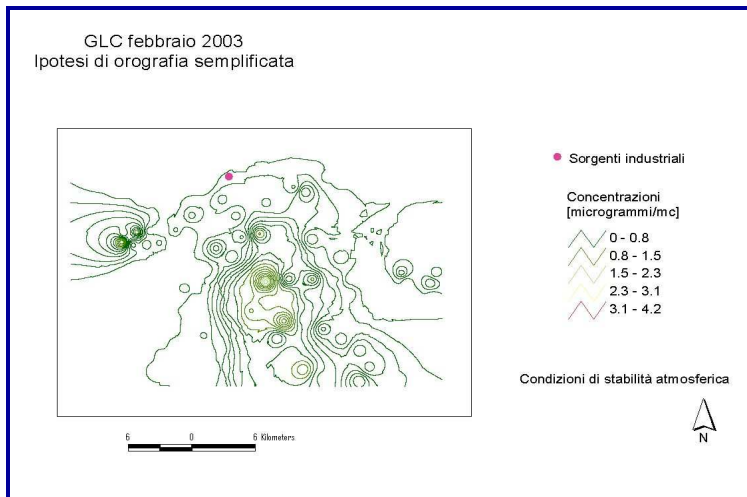 GLC febbraio 2003
Ipotesi di orografia semplificata
Sorgenti industriali
Concentrazioni
[microgrammi/mc]
0 - 0.8
0.8 - 1.5
1.5 - 2.3
2.3 - 3.1
3.1 - 4.2
Condizioni di stabilità atmosferica
N
6 0 6 Kilometers